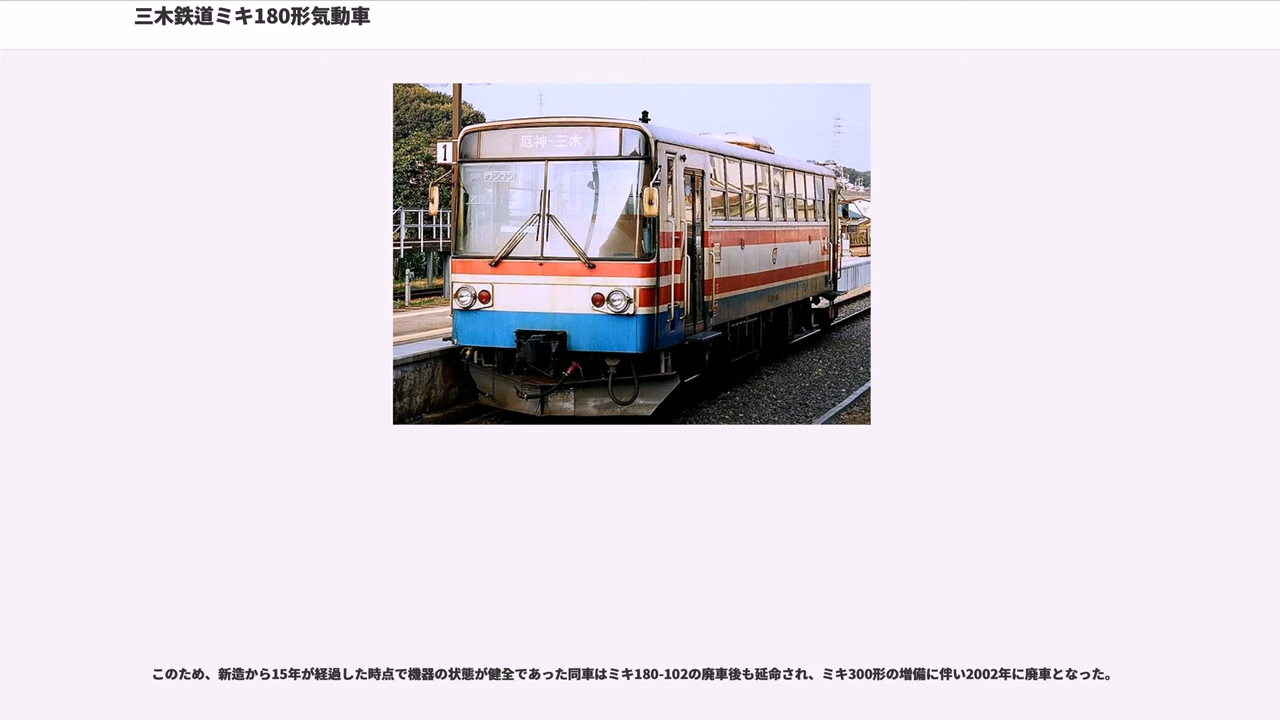 三木鉄道ミキ180形気動車
厄神-三木
1
ワンマン
このため、新造から15年が経過した時点で機器の状態が健全であった同車はミキ180-102の廃車後も延命され、ミキ300形の増備に伴い2002年に廃車となった。